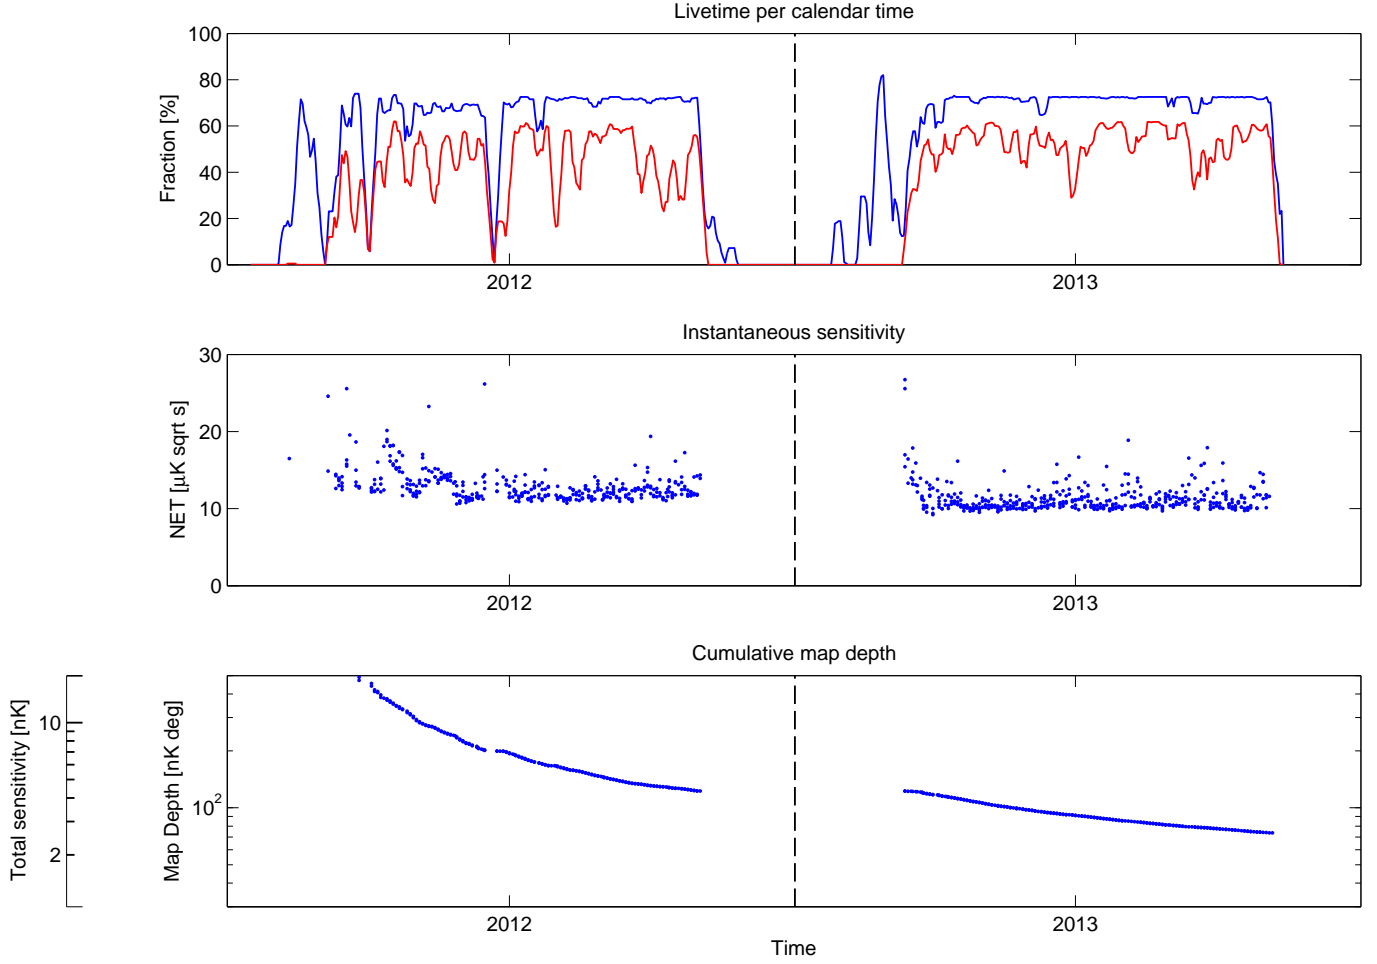 Livetime per calendar time
Fraction [%]
100
80
60
40
20
0
2012
2013
Instantaneous sensitivity
NET [µK sqrt s]
30
20
10
0
2012
2013
Cumulative map depth
Total sensitivity [nK]
10
2
Map Depth [nK deg]
10²
2012
2013
Time